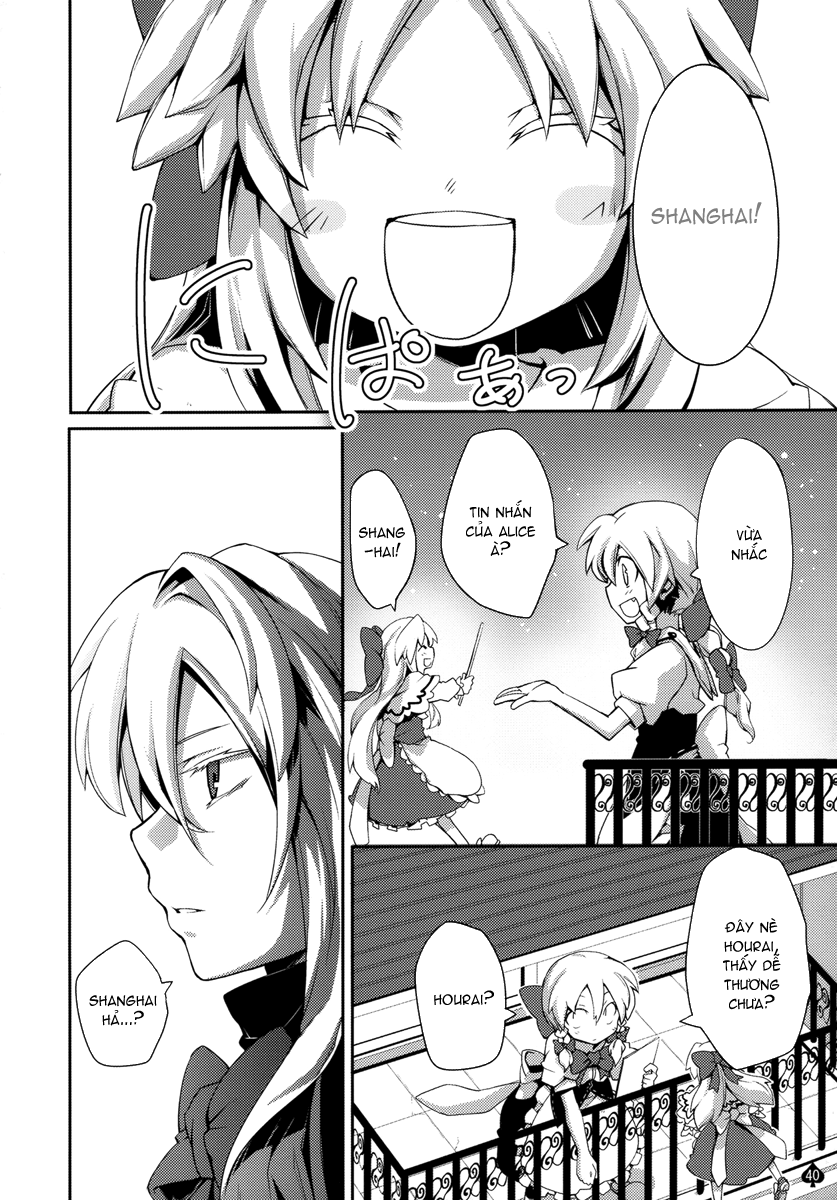 SHANGHAI!
にこぱあっ
VỪA
NHẮC
TIN NHẮN
CỦA ALICE
À?
SHANG
-HAI!
SHANGHAI
HẢ...?
ĐÂY NÈ
HOURAI,
THẤY DỄ
THƯƠNG
CHƯA?
HOURAI?
40